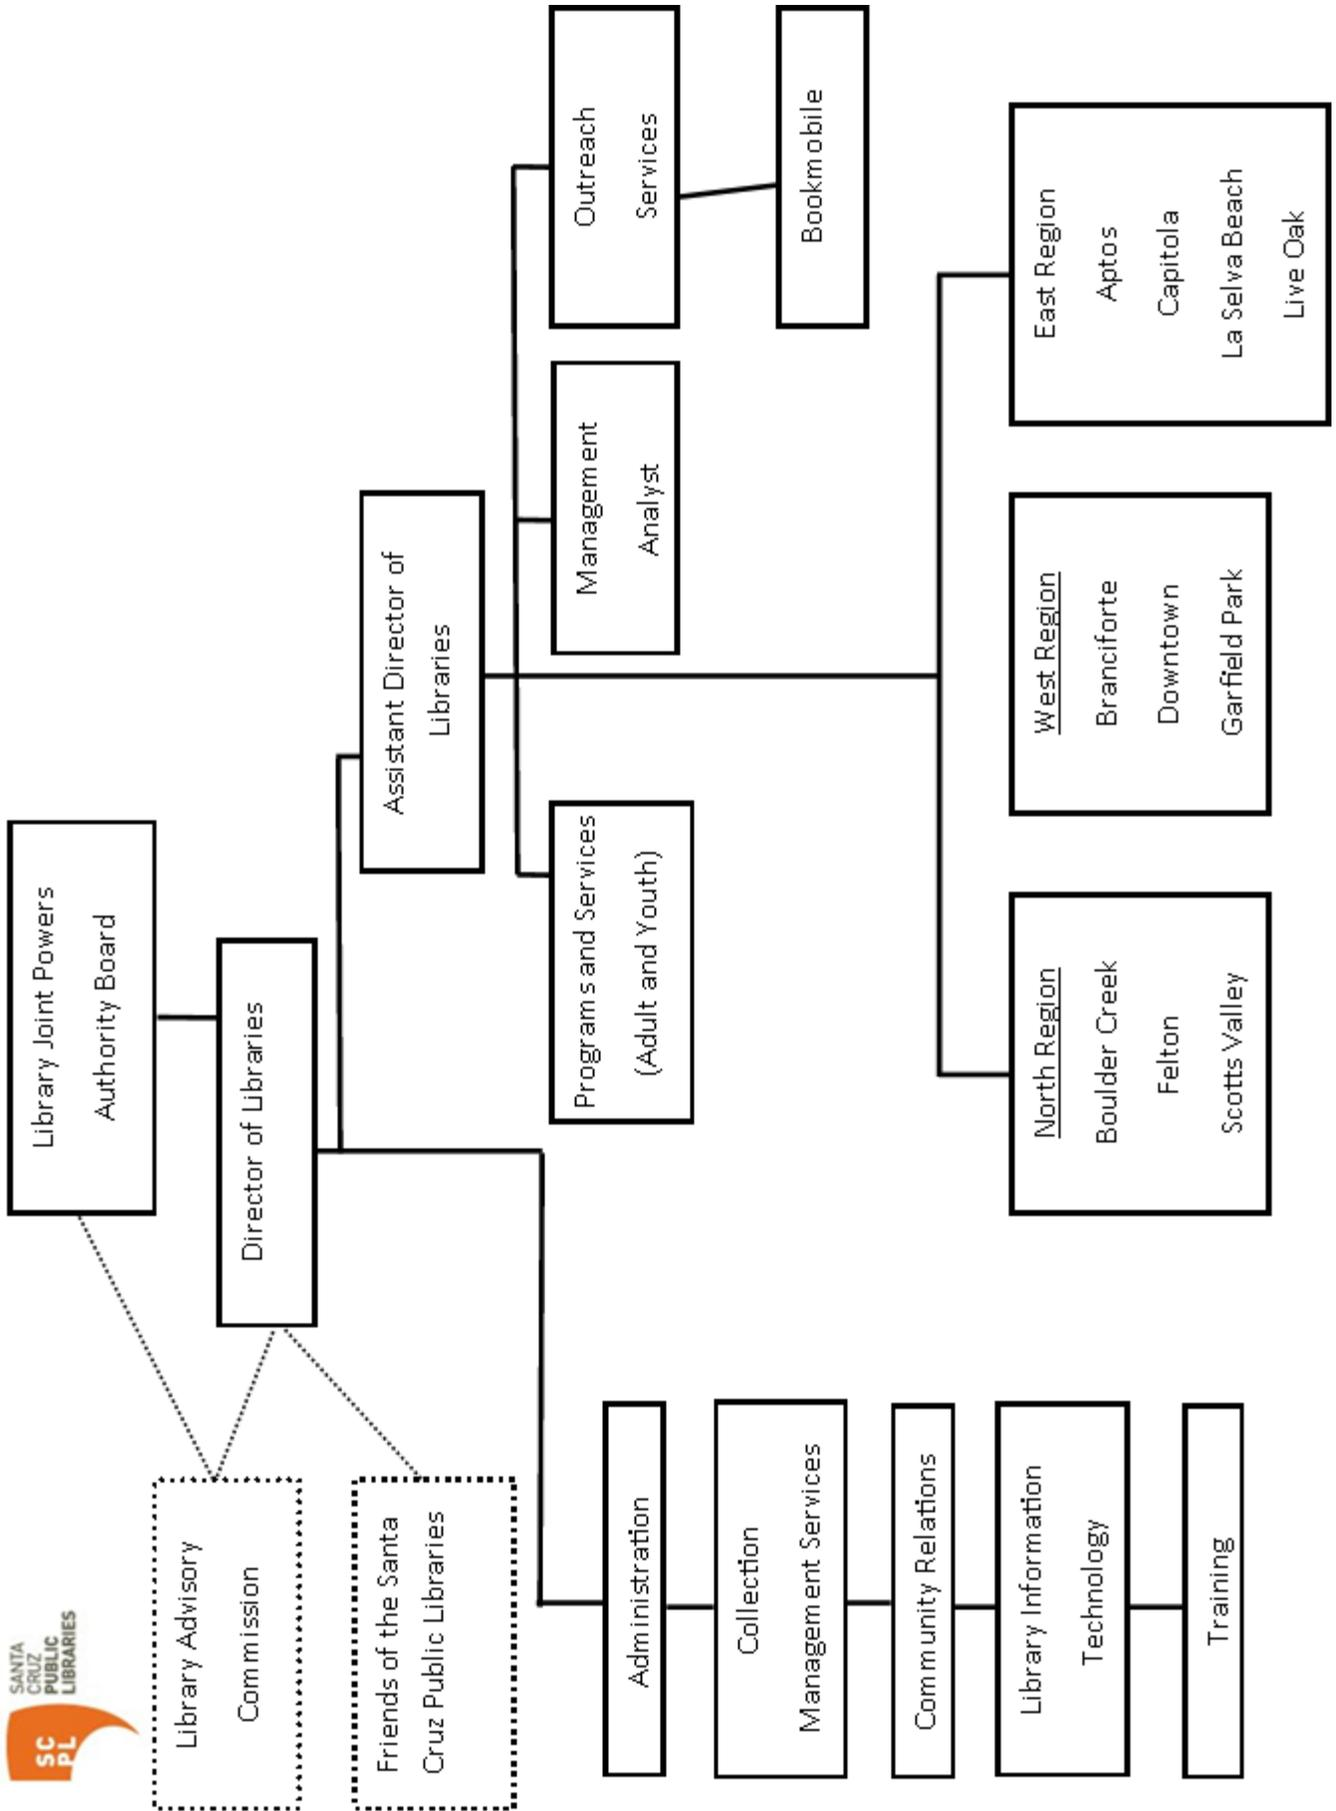 SANTA
CRUZ
PUBLIC
LIBRARIES
SC
PL
Library Joint Powers
Authority Board
Library Advisory
Commission
Director of Libraries
Friends of the Santa
Cruz Public Libraries
Assistant Director of
Libraries
Administration
Collection
Management Services
Community Relations
Library Information
Technology
Training
Programs and Services
(Adult and Youth)
Management
Analyst
Outreach
Services
Bookmobile
North Region
Boulder Creek
Felton
Scotts Valley
West Region
Branciforte
Downtown
Garfield Park
East Region
Aptos
Capitola
La Selva Beach
Live Oak